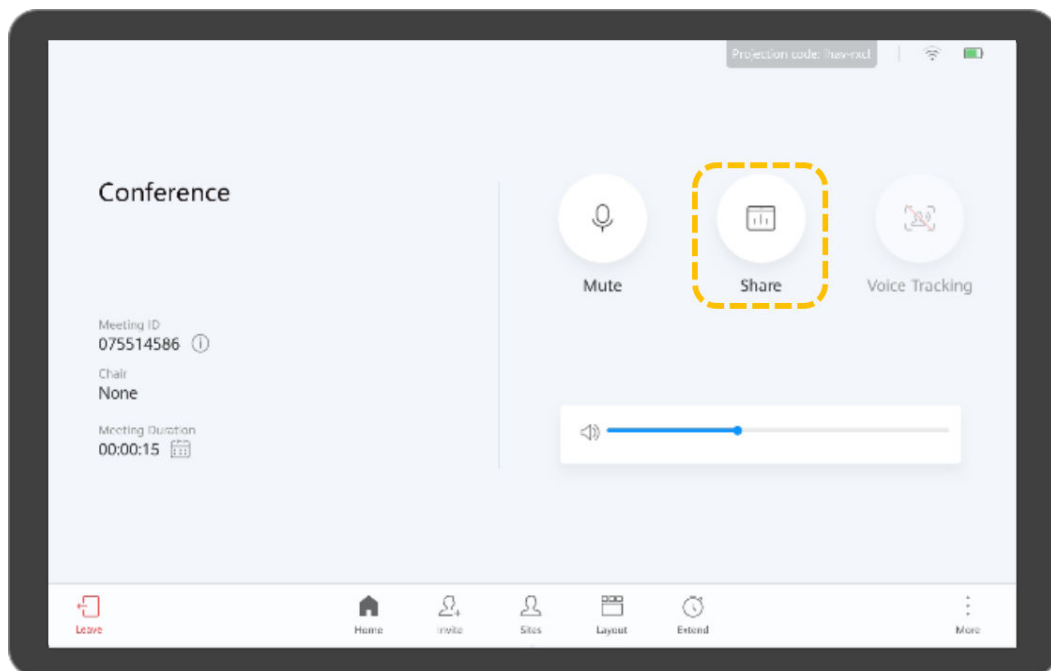 Projection code: ihav-rxcl
Conference
Mute
Share
Voice Tracking
Meeting ID
075514586
Chair
None
Meeting Duration
00:00:15
Leave
Home
Invite
Sites
Layout
Extend
More